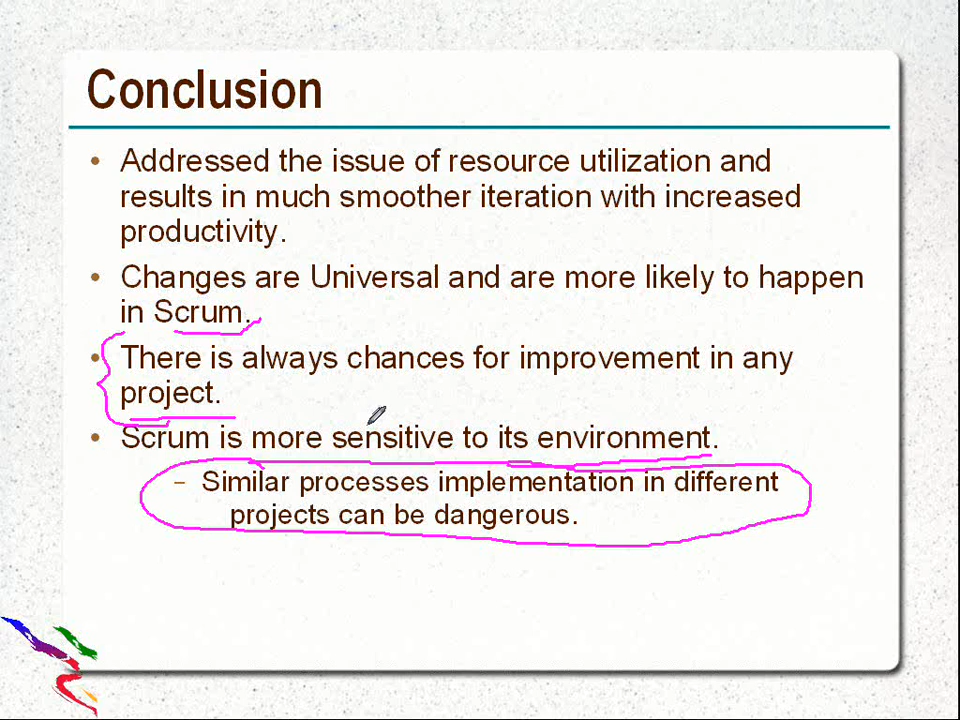 Conclusion
• Addressed the issue of resource utilization and
results in much smoother iteration with increased
productivity.
• Changes are Universal and are more likely to happen
in Scrum.
• There is always chances for improvement in any
project.
• Scrum is more sensitive to its environment.
– Similar processes implementation in different
projects can be dangerous.